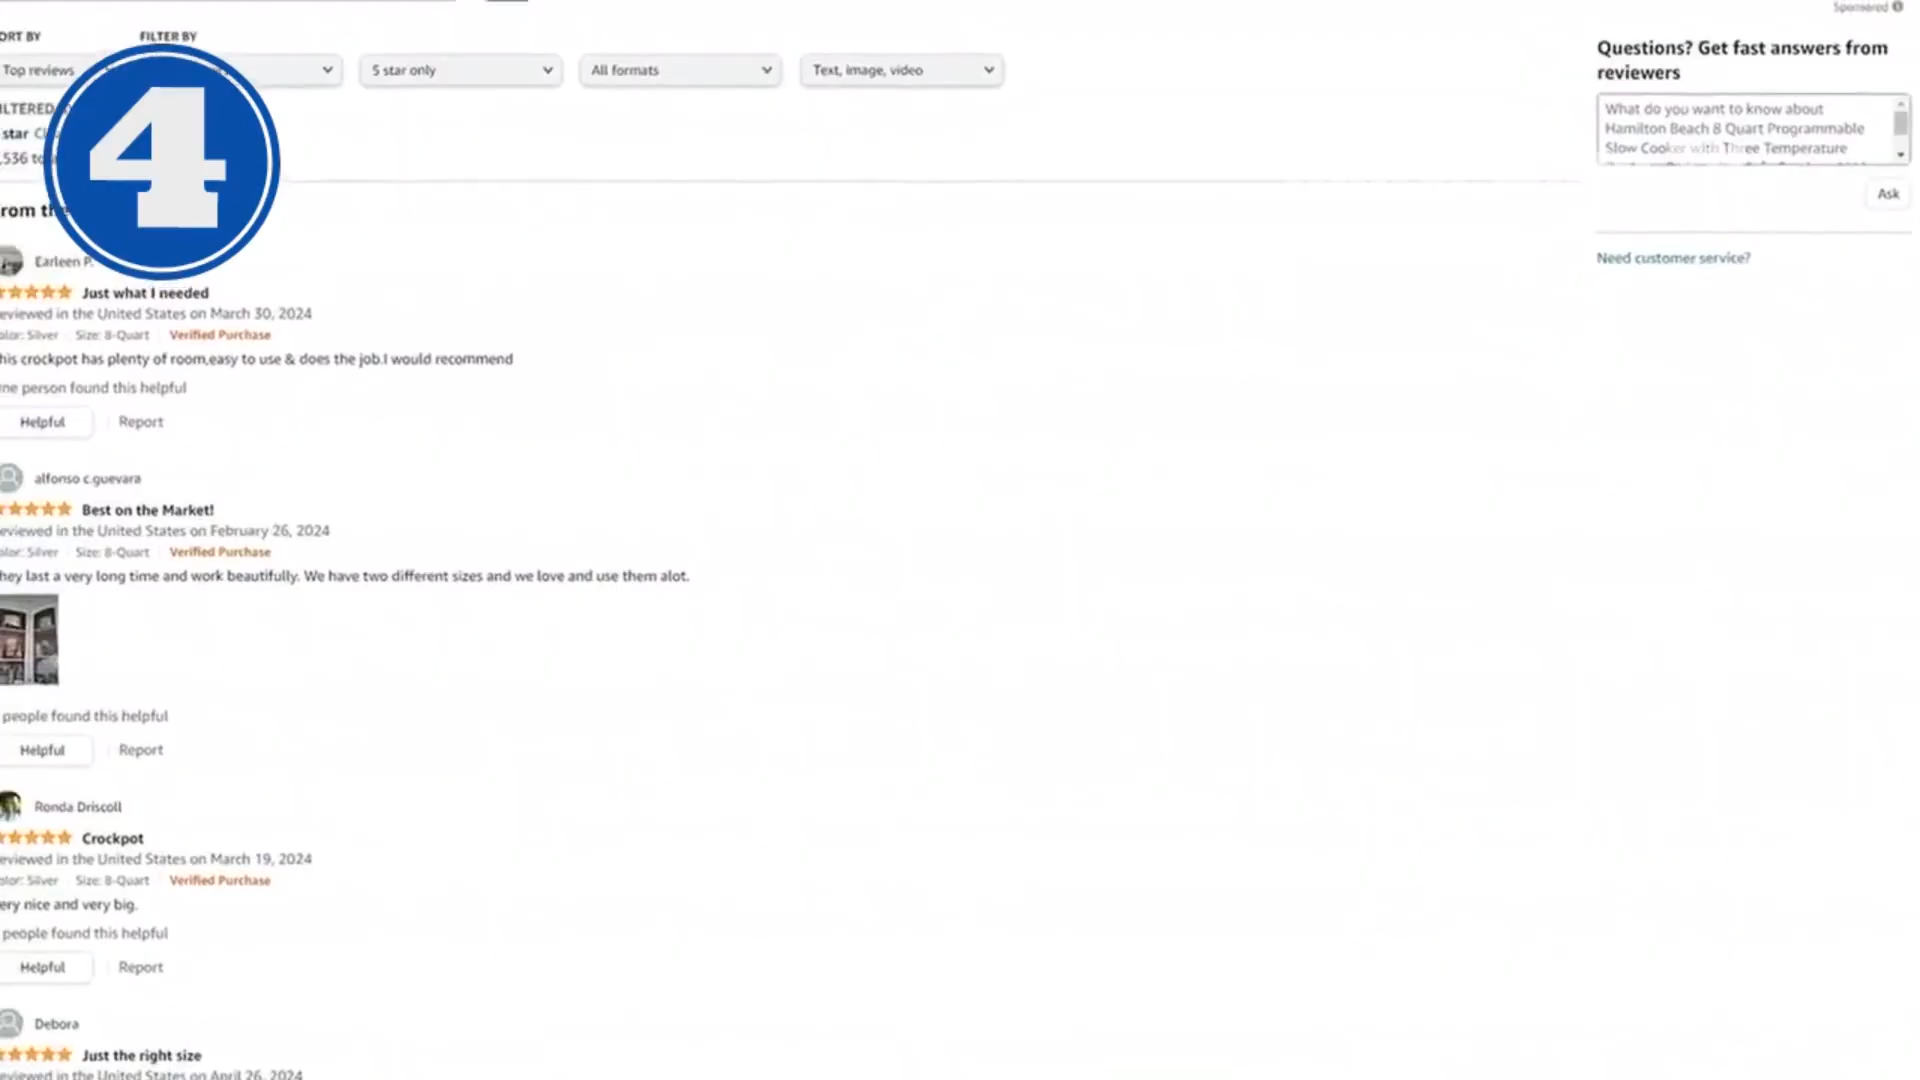 Sponsored
ORT BY FILTER BY
Top reviews 5 star only All formats Text, image, video
ILTERED
star
,536
4
rom
Earleen P.
Just what I needed
eviewed in the United States on March 30, 2024
olor: Silver Size: 8-Quart Verified Purchase
his crockpot has plenty of room,easy to use & does the job.I would recommend
ne person found this helpful
Helpful Report
alfonso c.guevara
Best on the Market!
eviewed in the United States on February 26, 2024
olor: Silver Size: 8-Quart Verified Purchase
hey last a very long time and work beautifully. We have two different sizes and we love and use them alot.
people found this helpful
Helpful Report
Ronda Driscoll
Crockpot
eviewed in the United States on March 19, 2024
olor: Silver Size: 8-Quart Verified Purchase
ery nice and very big.
people found this helpful
Helpful Report
Debora
Just the right size
eviewed in the United States on April 26, 2024
Questions? Get fast answers from
reviewers
What do you want to know about
Hamilton Beach 8 Quart Programmable
Slow Cooker with Three Temperature
Ask
Need customer service?